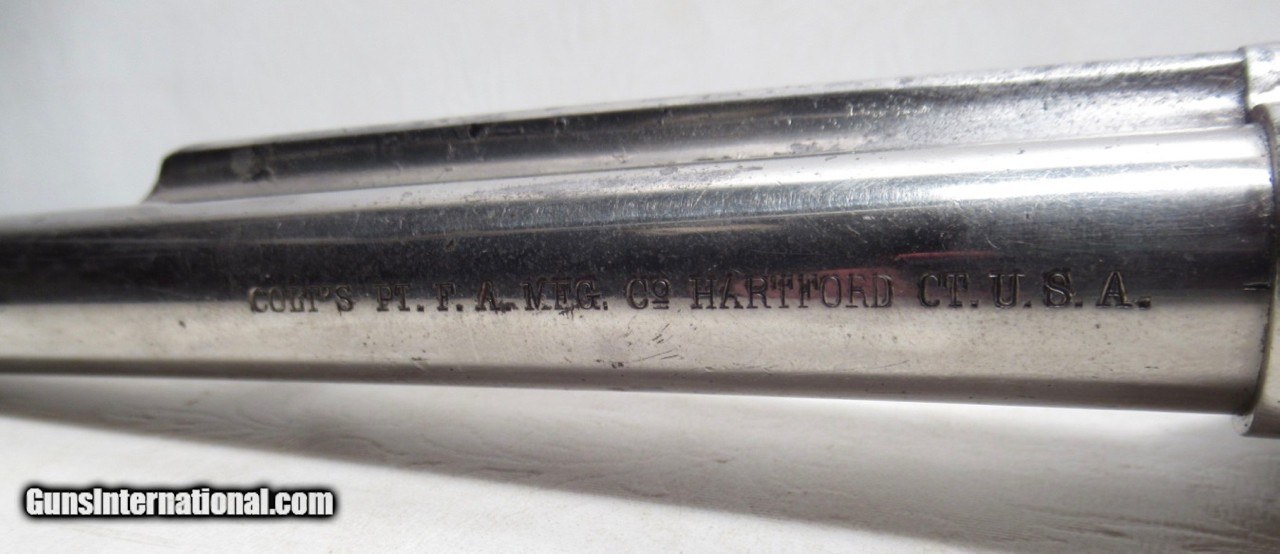 COLT'S PT. F. A. MFG. Cº HARTFORD CT. U. S. A.
GunsInternational.com